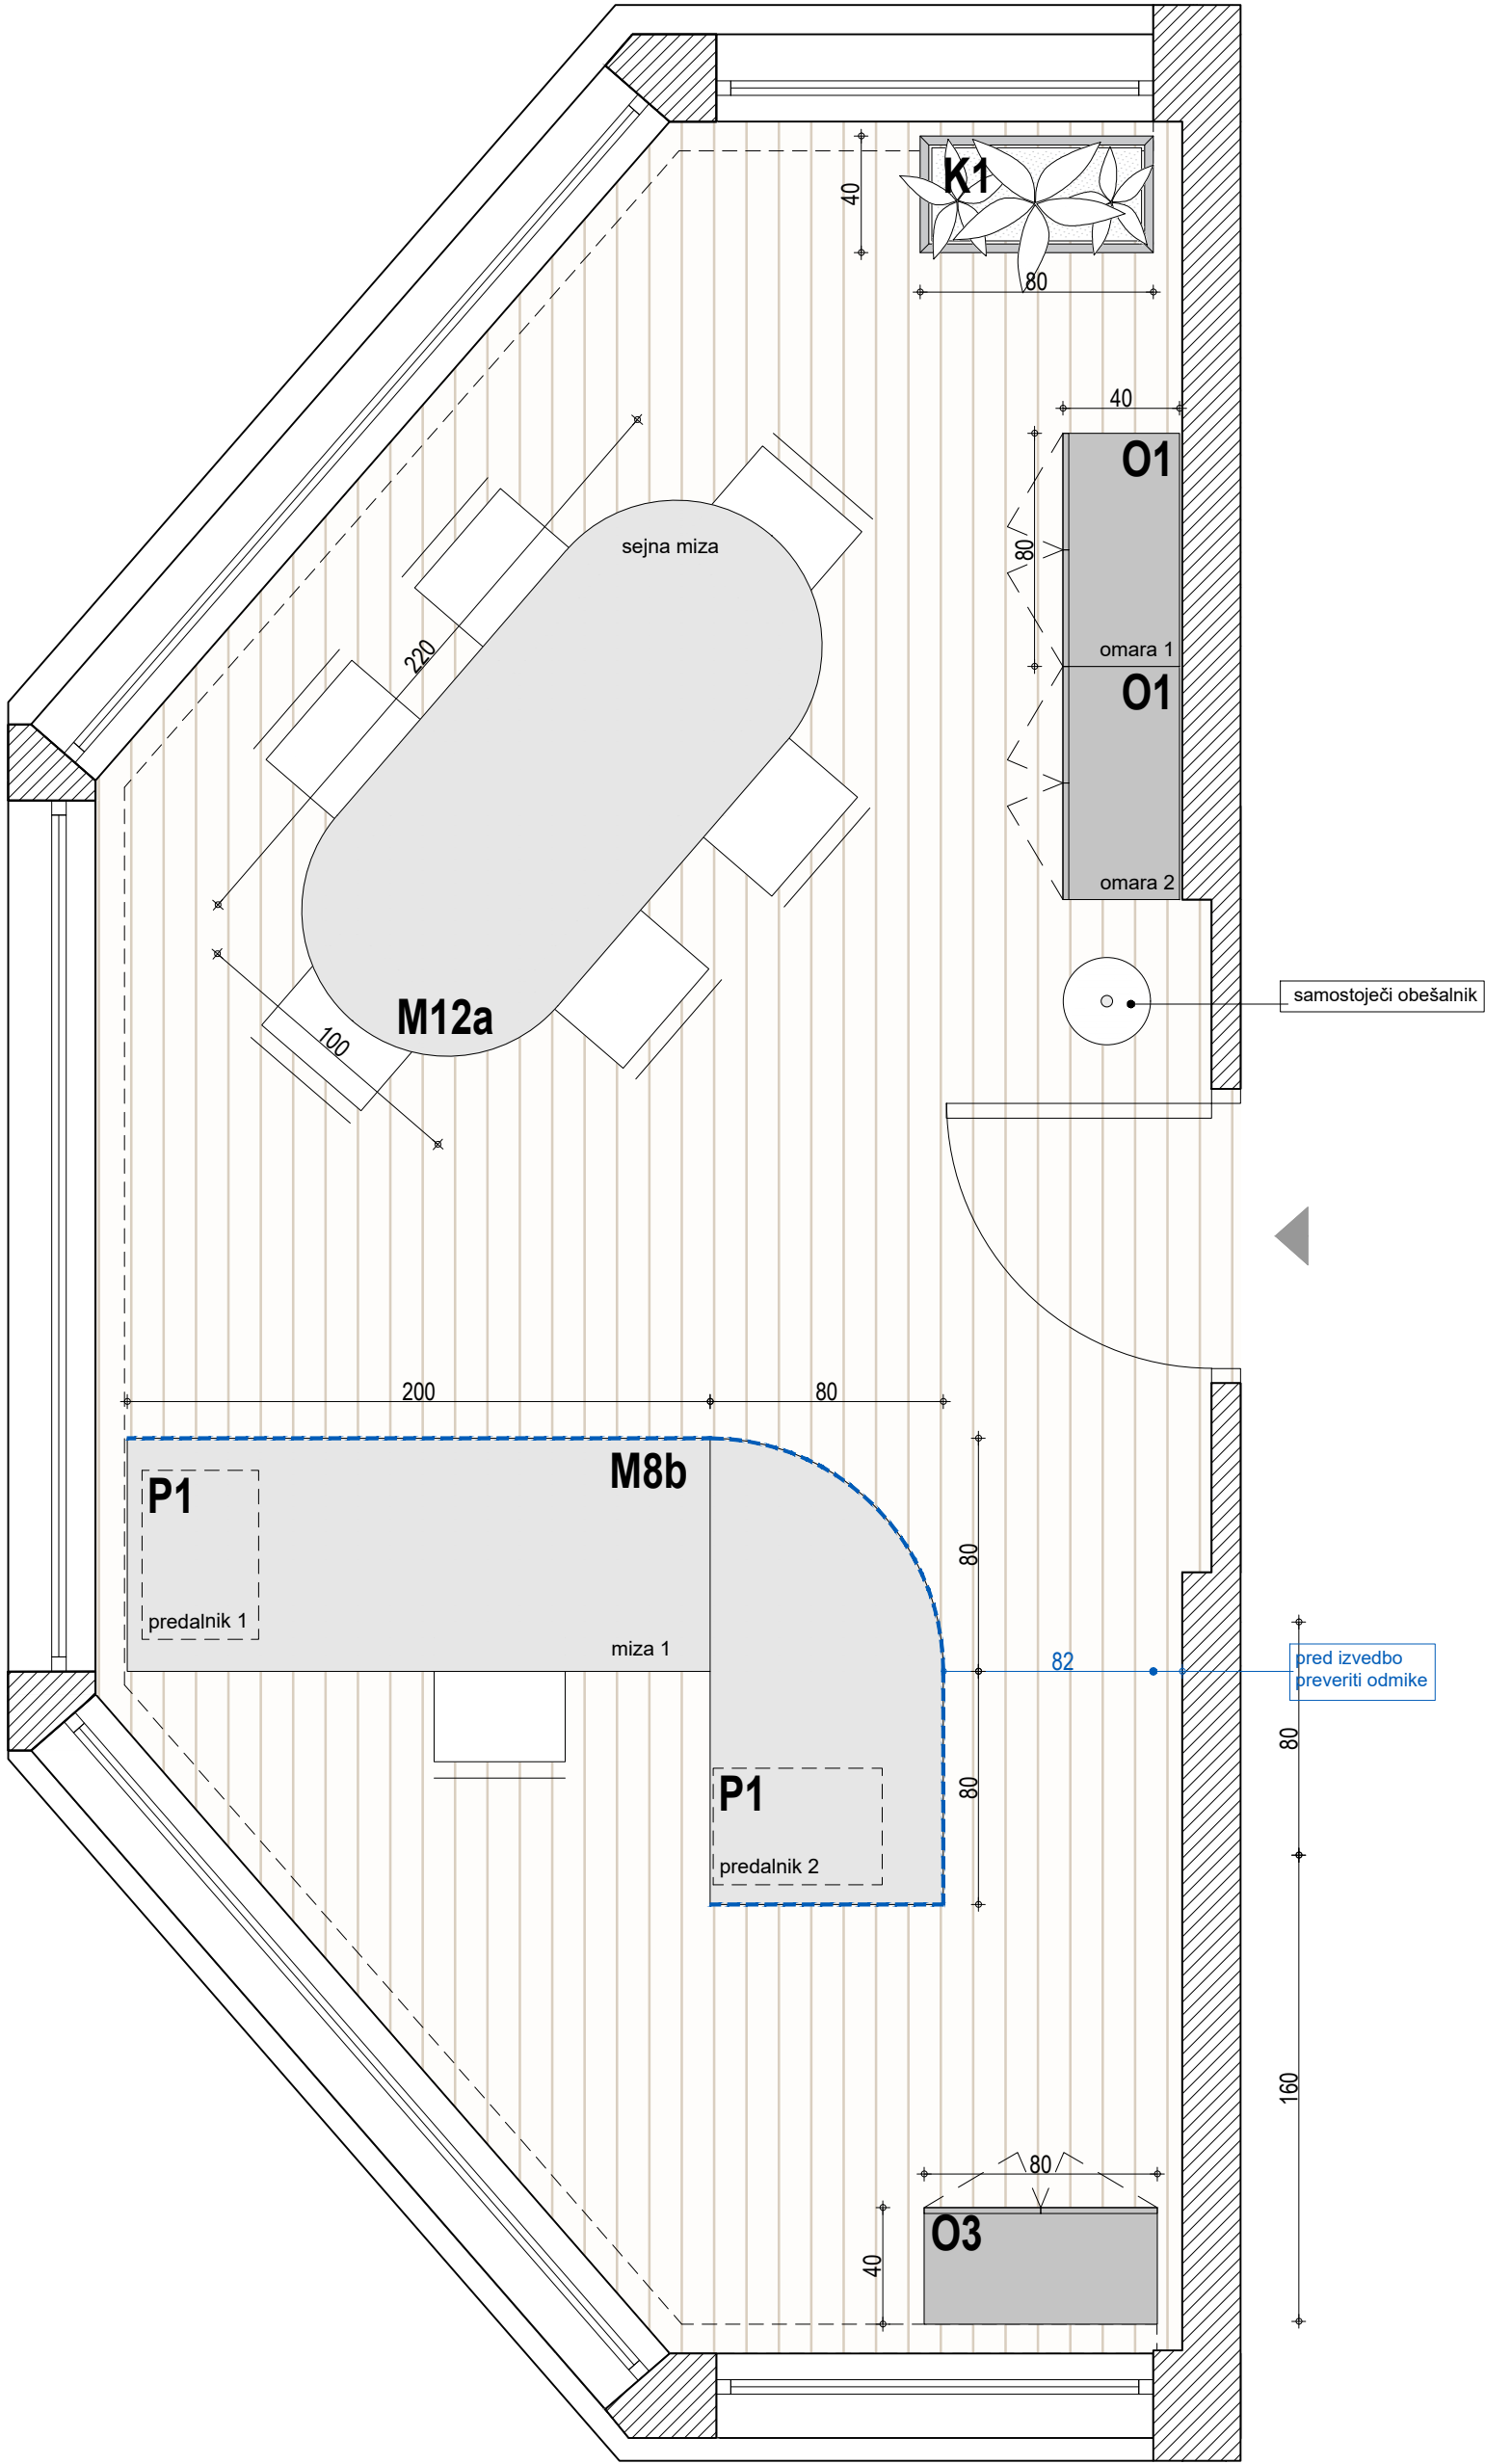 K1
40
80
40
O1
80
omara 1
O1
omara 2
sejna miza
220
M12a
100
samostoječi obešalnik
200
80
M8b
P1
predalnik 1
miza 1
80
82
pred izvedbo
preveriti odmike
80
80
P1
predalnik 2
160
80
O3
40